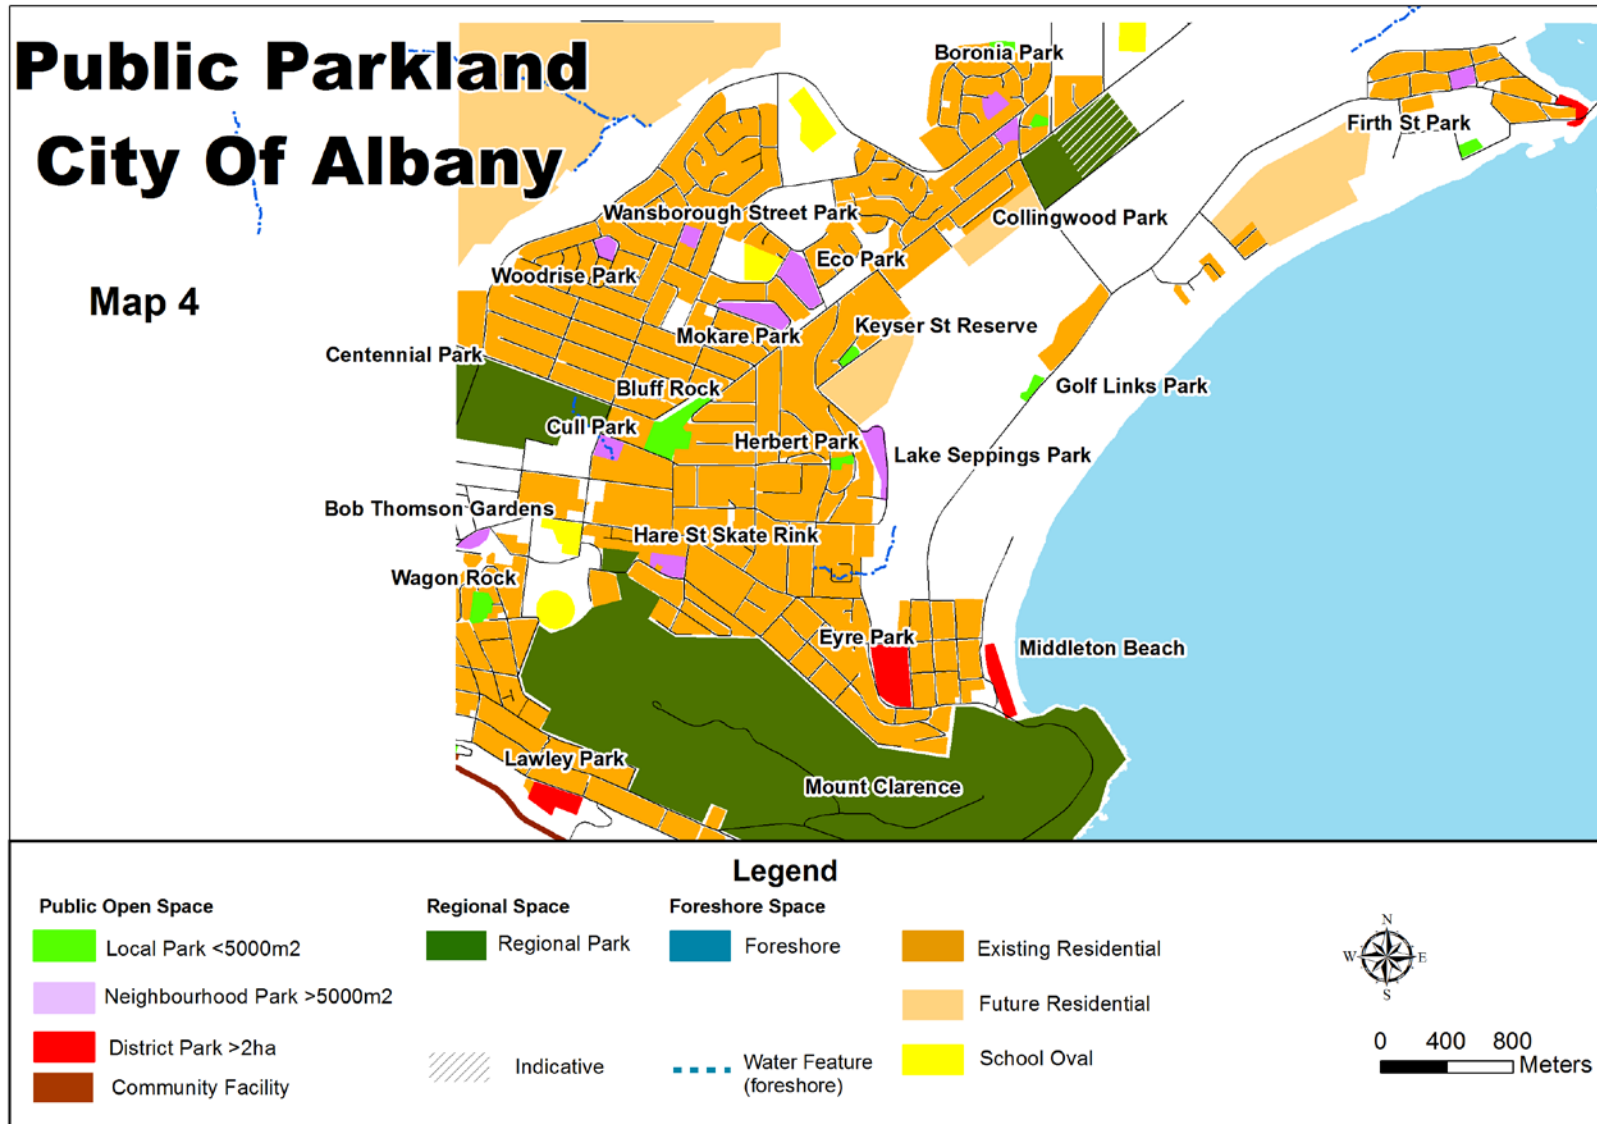 Public Parkland
City Of Albany
Map 4
Boronia Park
Firth St Park
Wansborough Street Park
Collingwood Park
Eco Park
Woodrise Park
Keyser St Reserve
Mokare Park
Centennial Park
Bluff Rock
Golf Links Park
Cull Park
Herbert Park
Lake Seppings Park
Bob Thomson Gardens
Hare St Skate Rink
Wagon Rock
Eyre Park
Middleton Beach
Lawley Park
Mount Clarence
Legend
Public Open Space
Local Park <5000m2
Neighbourhood Park >5000m2
District Park >2ha
Community Facility
Regional Space
Regional Park
Indicative
Foreshore Space
Foreshore
Water Feature
(foreshore)
Existing Residential
Future Residential
School Oval
N
W E
S
0 400 800
Meters